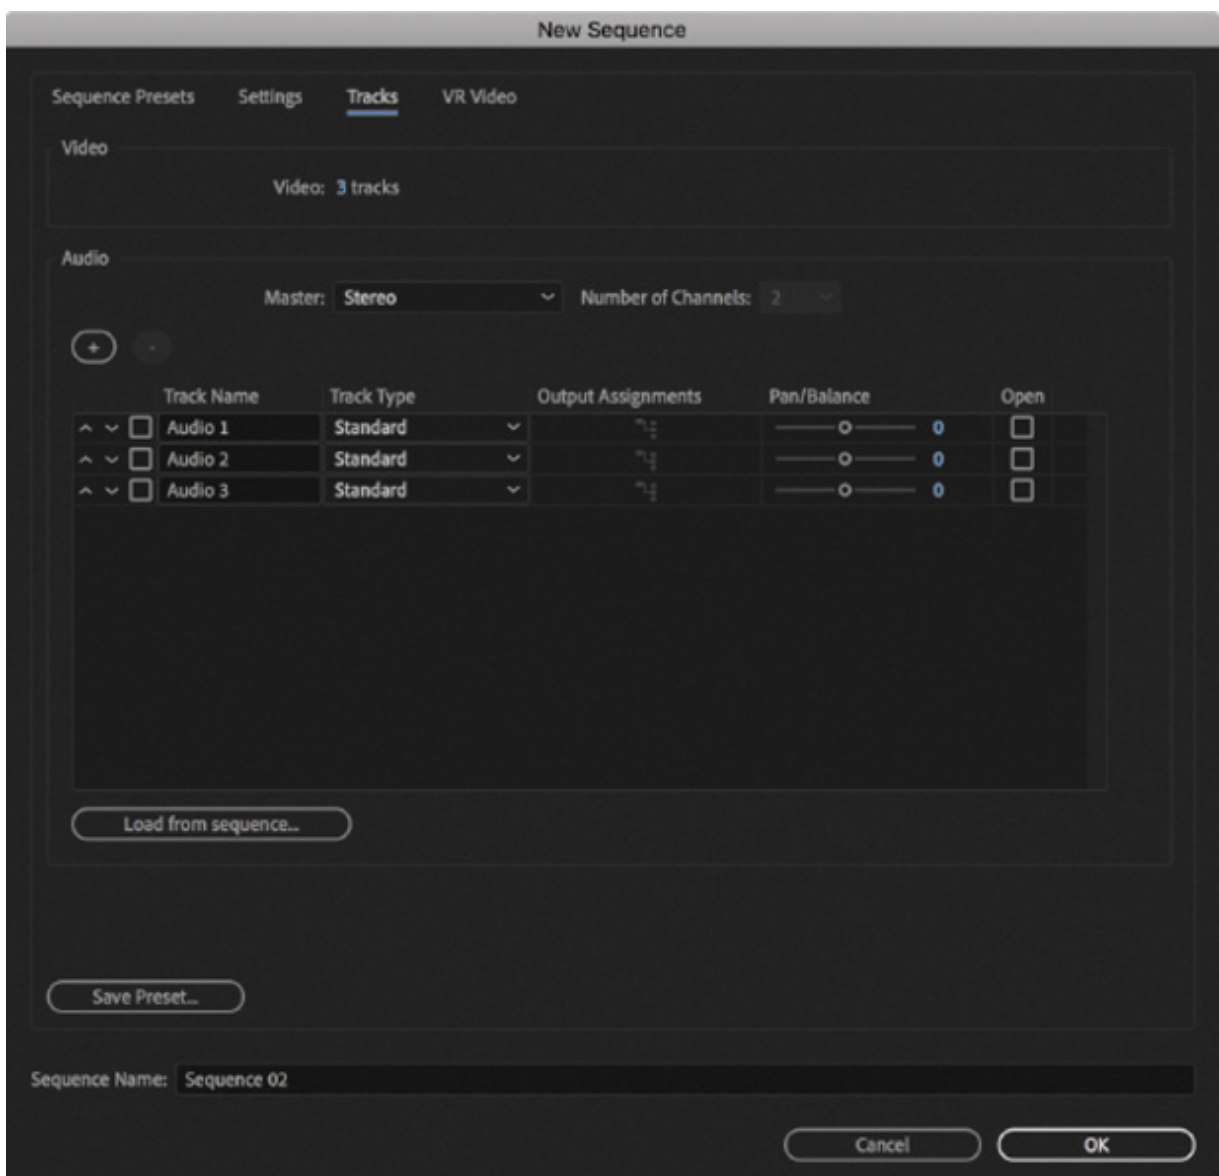 New Sequence
Sequence Presets Settings Tracks VR Video
Video
Video: 3 tracks
Audio
Master: Stereo Number of Channels: 2
+ -
Track Name Track Type Output Assignments Pan/Balance Open
Audio 1 Standard 0
Audio 2 Standard 0
Audio 3 Standard 0
Load from sequence...
Save Preset...
Sequence Name: Sequence 02
Cancel OK